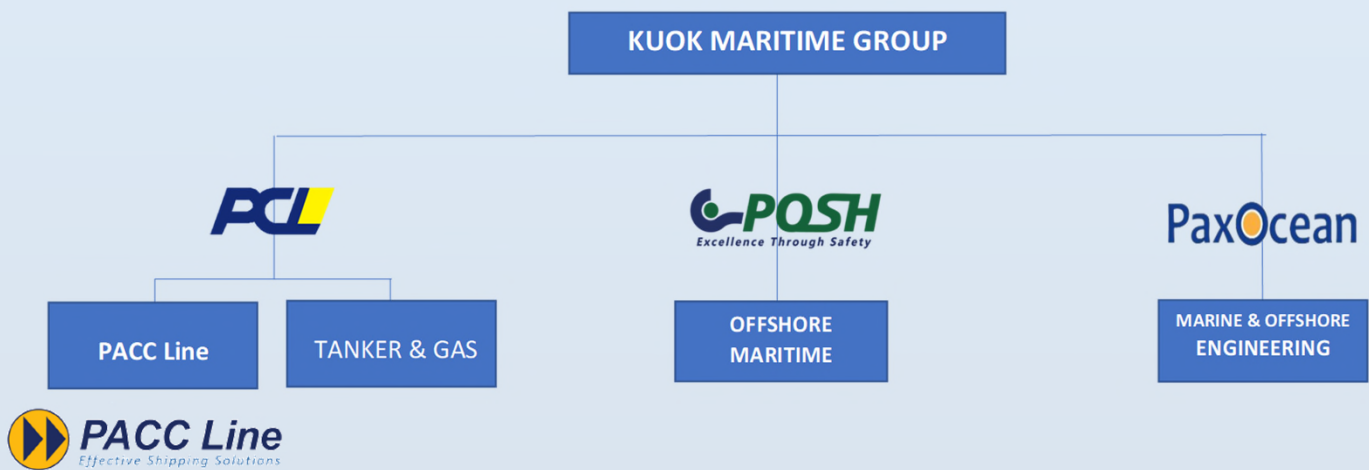 KUOK MARITIME GROUP
PCL
POSH
Excellence Through Safety
PaxOcean
PACC Line
TANKER & GAS
OFFSHORE
MARITIME
MARINE & OFFSHORE
ENGINEERING
PACC Line
Effective Shipping Solutions